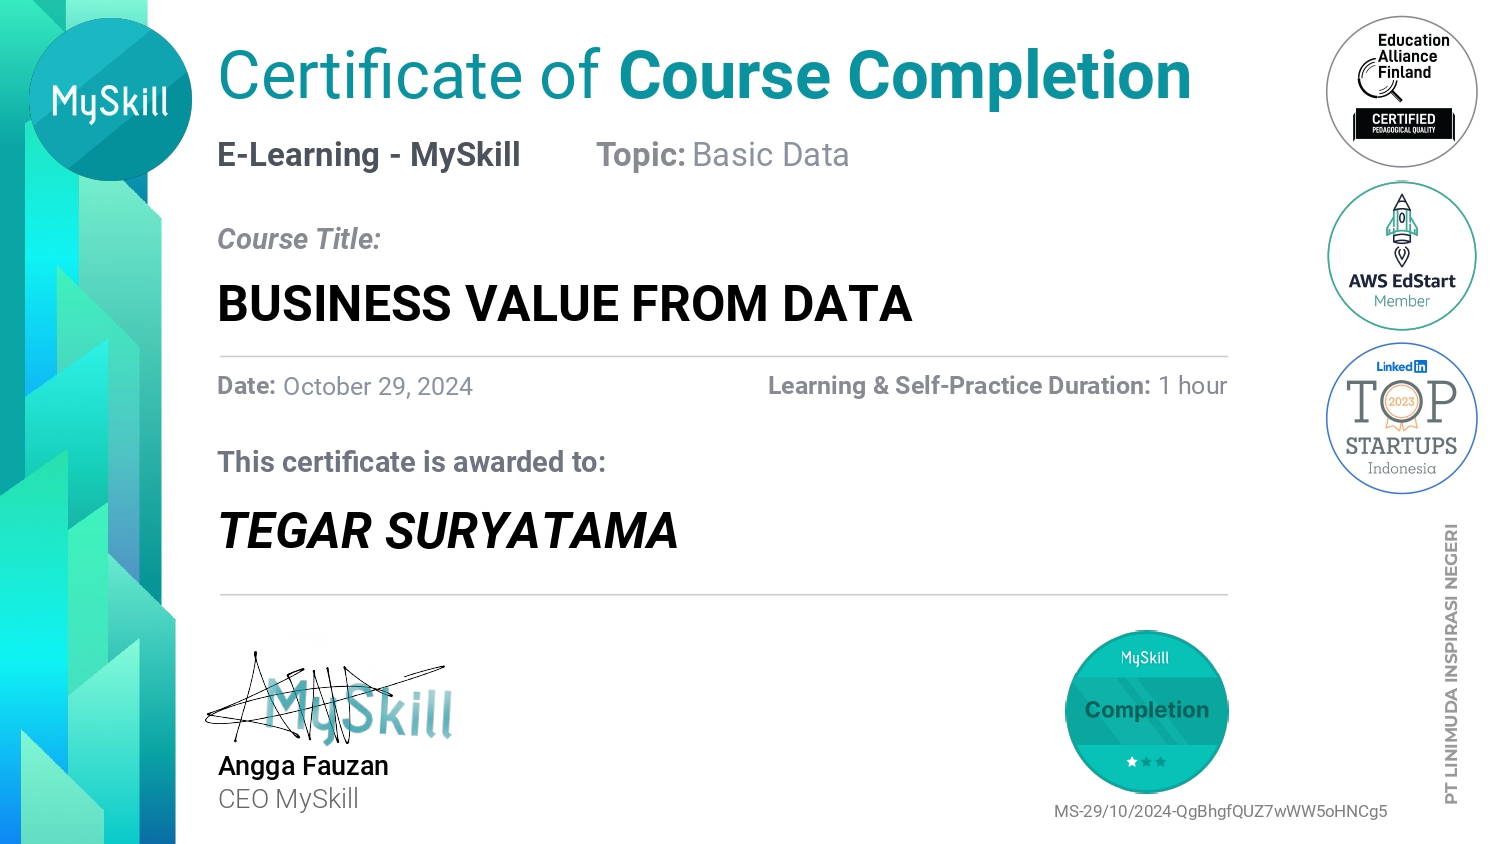 MySkill
Certificate of Course Completion
E-Learning - MySkill Topic: Basic Data
Course Title:
BUSINESS VALUE FROM DATA
Date: October 29, 2024 Learning & Self-Practice Duration: 1 hour
This certificate is awarded to:
TEGAR SURYATAMA
MySkill
Angga Fauzan
CEO MySkill
MySkill
Completion
MS-29/10/2024-QgBhgfQUZ7wWW5oHNCg5
Education
Alliance
Finland
CERTIFIED
PEDAGOGICAL QUALITY
AWS EdStart
Member
Linked in
TOP
2023
STARTUPS
Indonesia
PT LINIMUDA INSPIRASI NEGERI